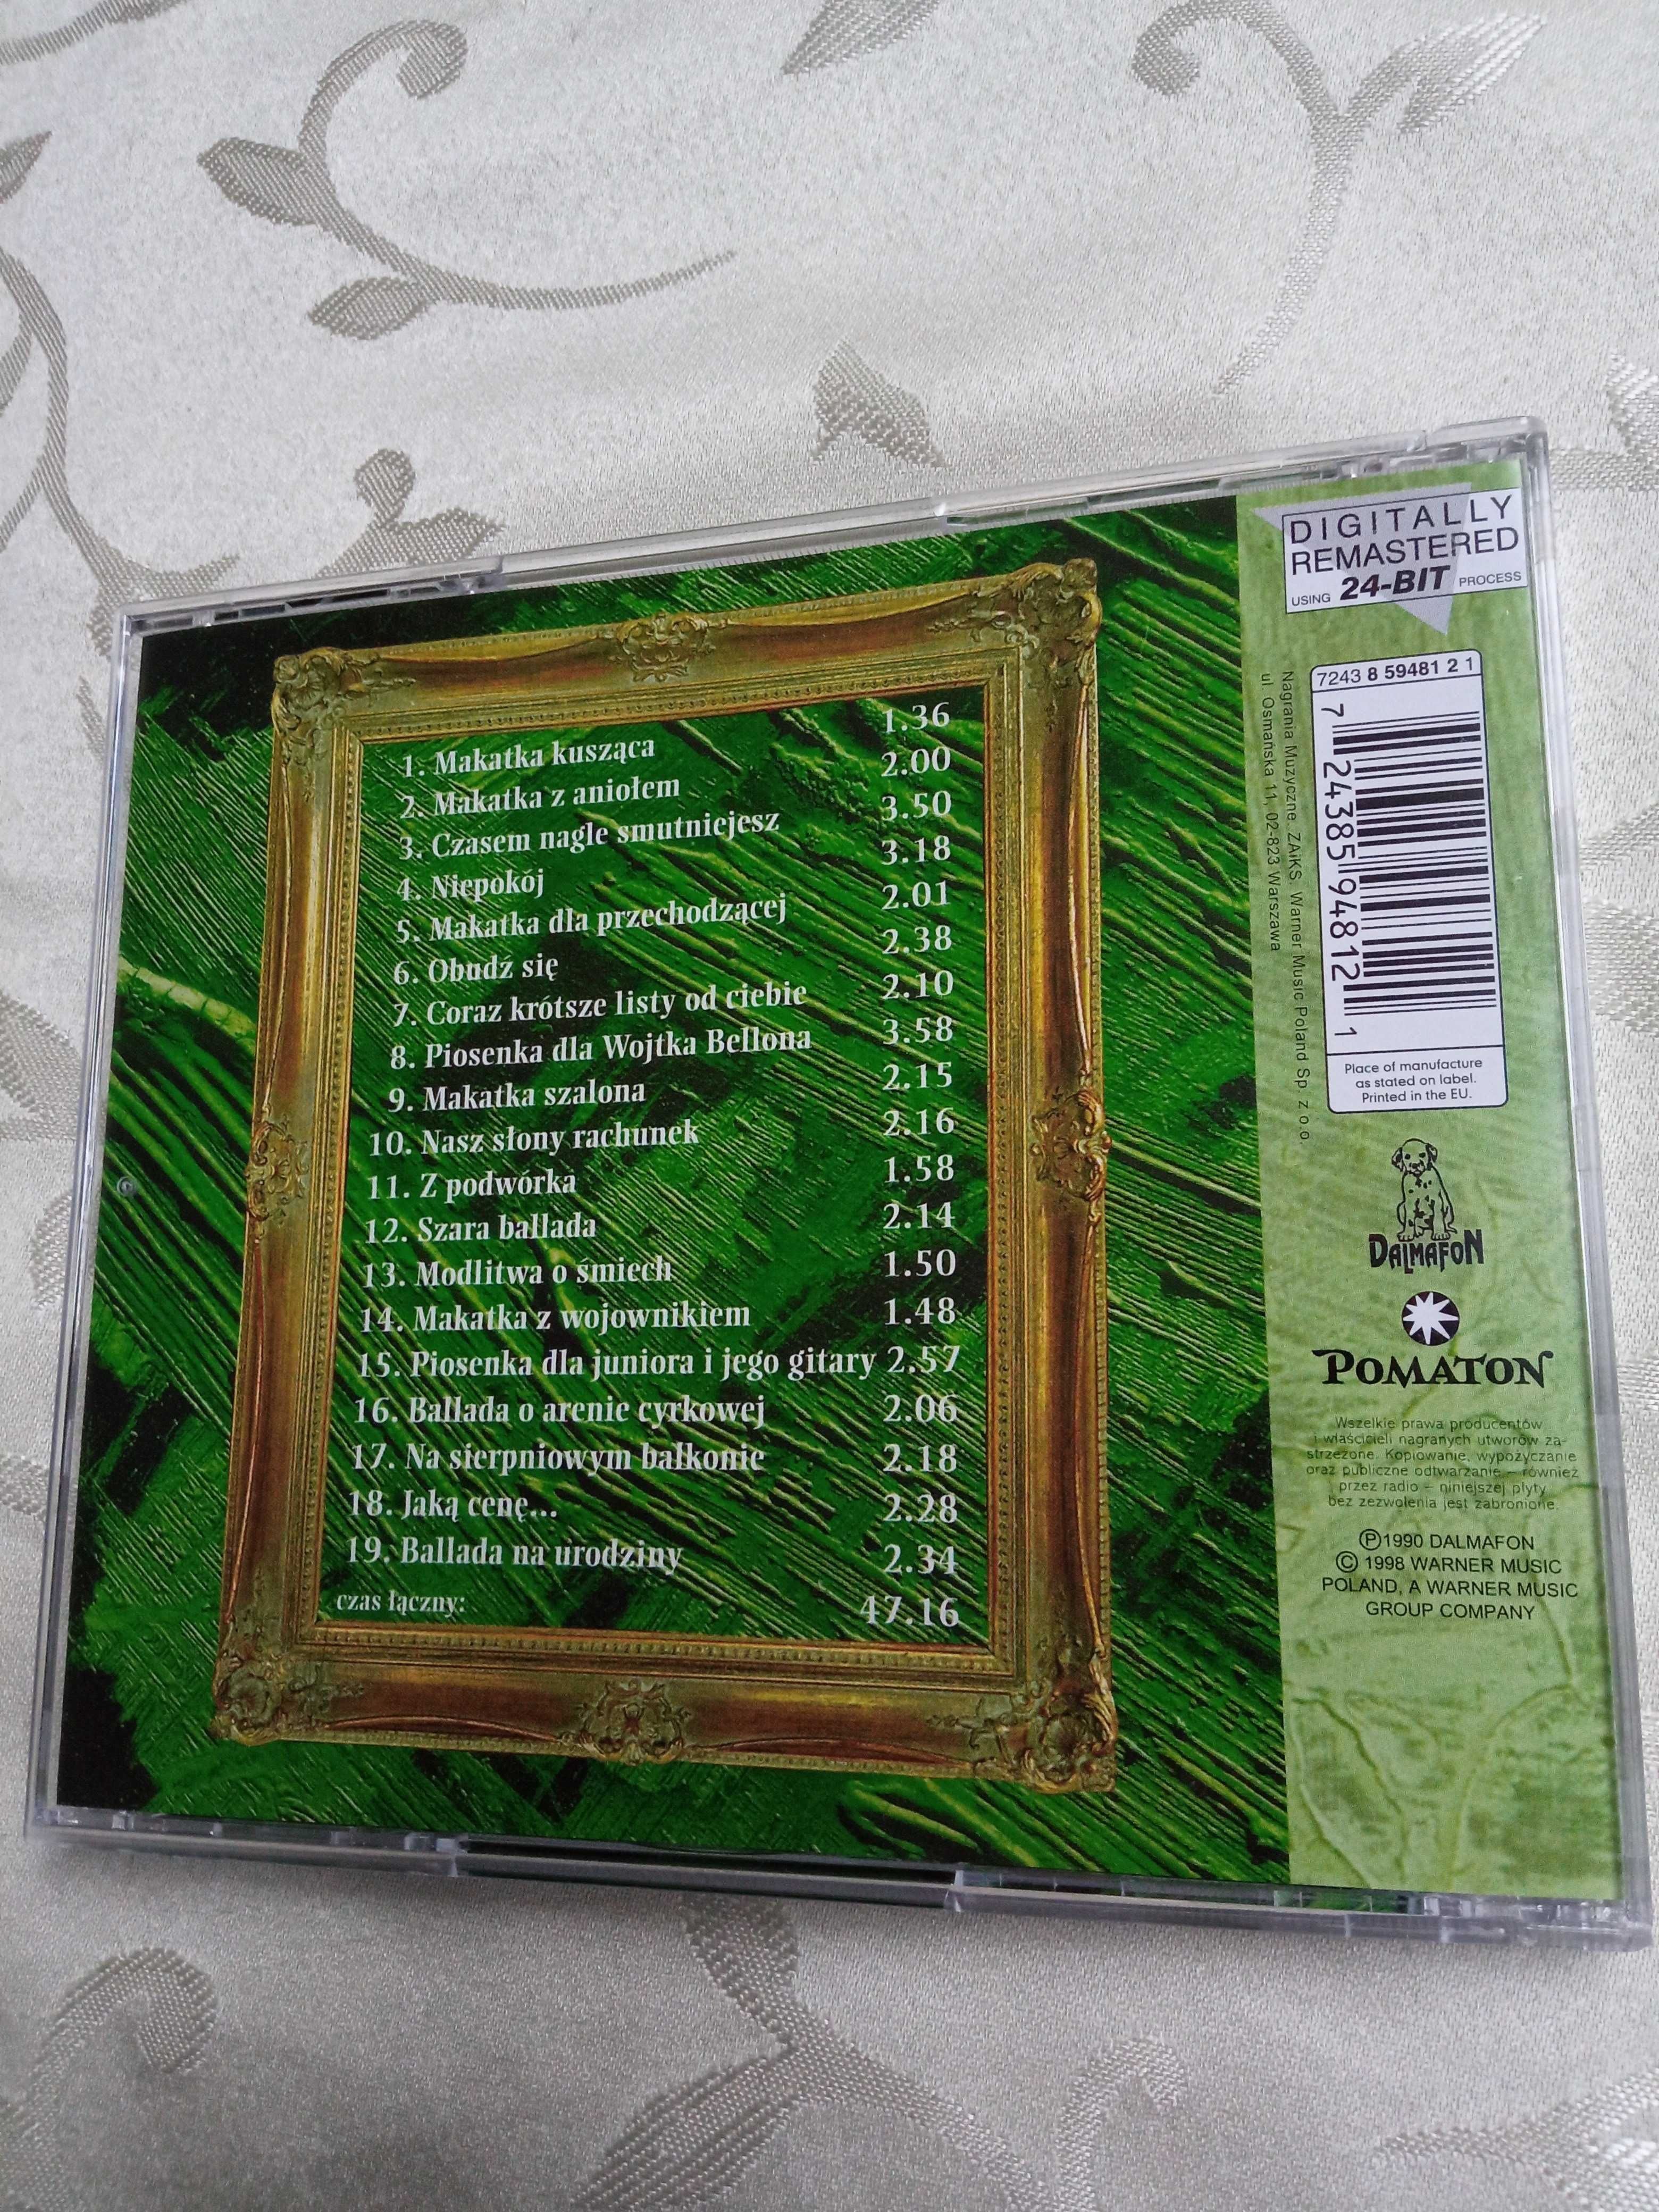 1. Makatka kusząca 1.36
2. Makatka z aniołem 2.00
3. Czasem nagle smutniejesz 3.50
4. Niepokój 3.18
5. Makatka dla przechodzącej 2.01
6. Obudź się 2.38
7. Coraz krótsze listy od ciebie 2.10
8. Piosenka dla Wojtka Bellona 3.58
9. Makatka szalona 2.15
10. Nasz słony rachunek 2.16
11. Z podwórka 1.58
12. Szara ballada 2.14
13. Modlitwa o śmiech 1.50
14. Makatka z wojownikiem 1.48
15. Piosenka dla juniora i jego gitary 2.57
16. Ballada o arenie cyrkowej 2.06
17. Na sierpniowym balkonie 2.18
18. Jaką cenę... 2.28
19. Ballada na urodziny 2.34
czas łączny: 47.16
DIGITALLY
REMASTERED
USING 24-BIT PROCESS
7243 8 59481 2 1
7 24385 94812 1
Place of manufacture
as stated on label.
Printed in the EU.
Nagrania Muzyczne. ZAiKS. Warner Music Poland Sp. z o.o.
ul. Osmańska 11, 02-823 Warszawa
DALMAFON
POMATON
Wszelkie prawa producentów
i właścicieli nagranych utworów za-
strzeżone. Kopiowanie, wypożyczanie
oraz publiczne odtwarzanie – również
przez radio – niniejszej płyty
bez zezwolenia jest zabronione.
Ⓟ1990 DALMAFON
© 1998 WARNER MUSIC
POLAND, A WARNER MUSIC
GROUP COMPANY